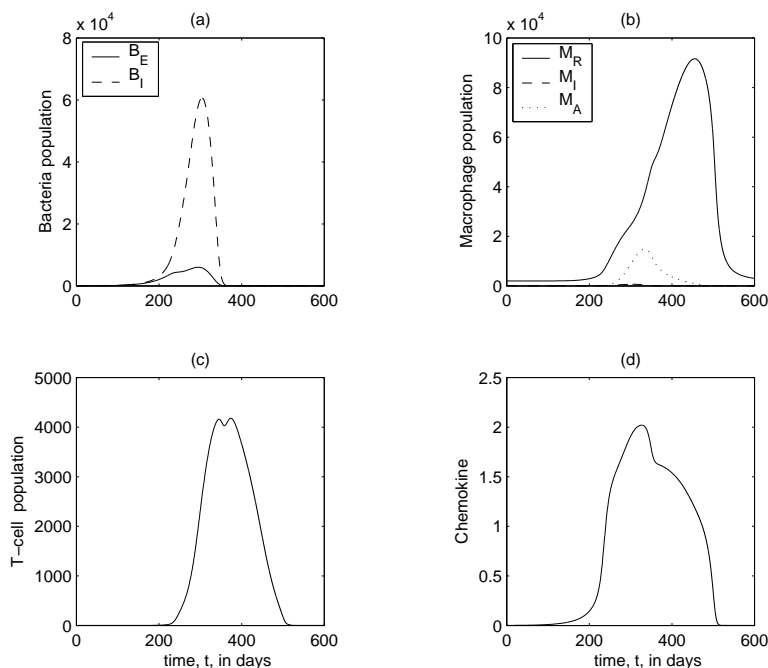 (a)
x 10^4
8
6
4
2
0
0 200 400 600
Bacteria population
B_E
B_I
(b)
x 10^4
10
8
6
4
2
0
0 200 400 600
Macrophage population
M_R
M_I
M_A
(c)
5000
4000
3000
2000
1000
0
0 200 400 600
T-cell population
time, t, in days
(d)
2.5
2
1.5
1
0.5
0
0 200 400 600
Chemokine
time, t, in days